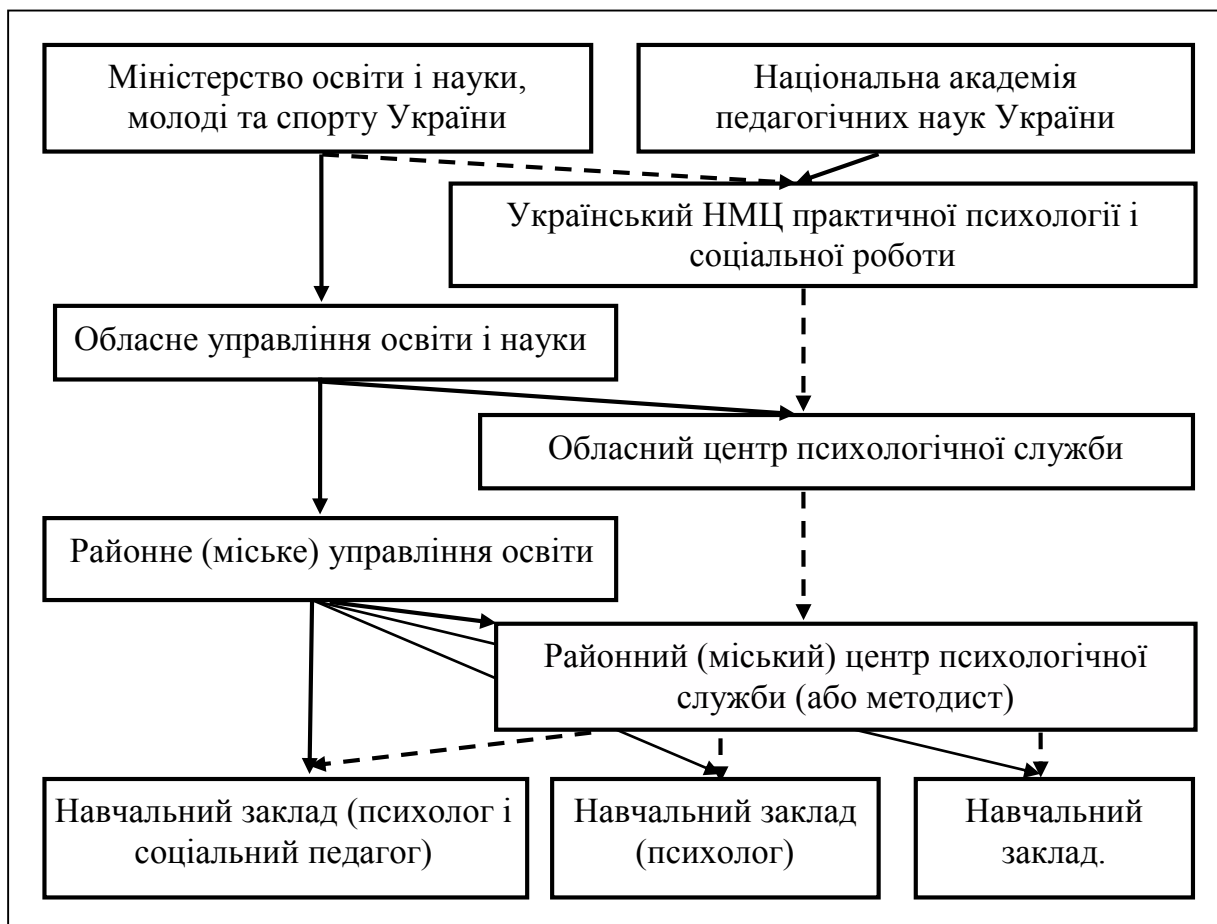 Міністерство освіти і науки,
молоді та спорту України
Національна академія
педагогічних наук України
Український НМЦ практичної психології і
соціальної роботи
Обласне управління освіти і науки
Обласний центр психологічної служби
Районне (міське) управління освіти
Районний (міський) центр психологічної
служби (або методист)
Навчальний заклад (психолог і
соціальний педагог)
Навчальний заклад
(психолог)
Навчальний
заклад.